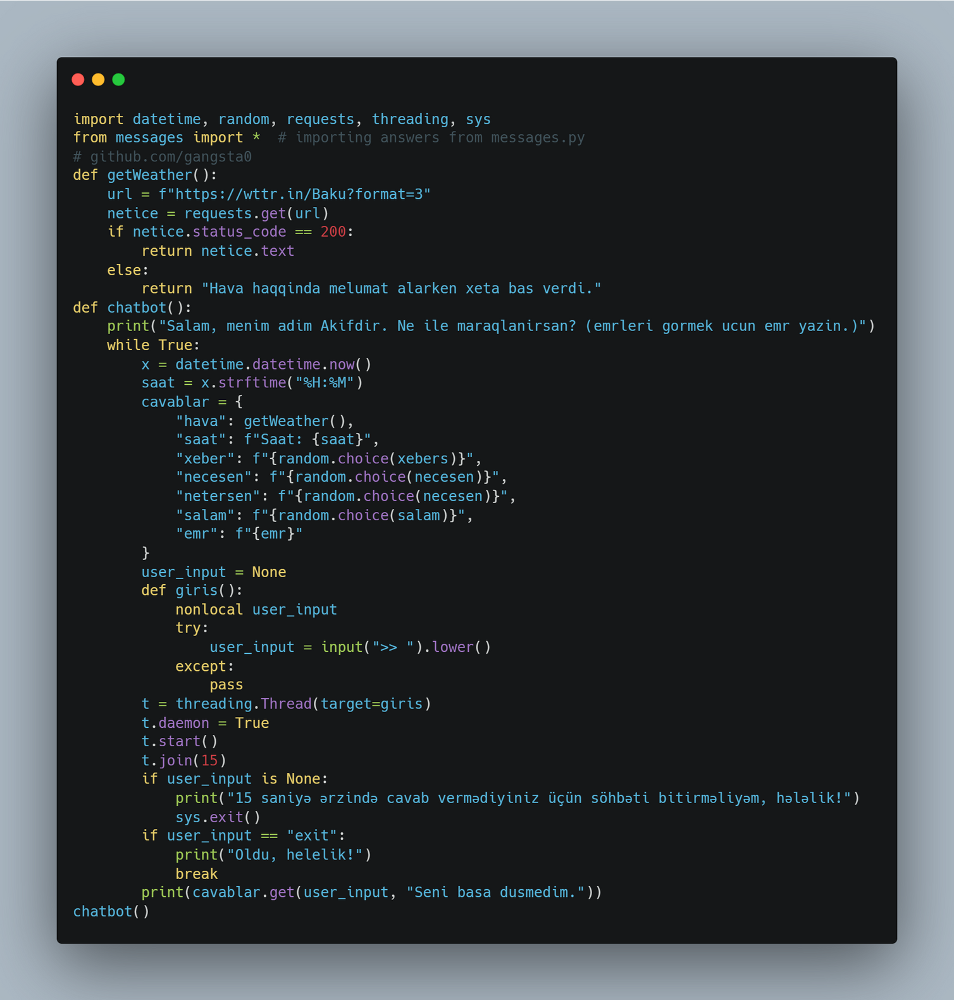 import datetime, random, requests, threading, sys
from messages import *  # importing answers from messages.py
# github.com/gangsta0
def getWeather():
    url = f"https://wttr.in/Baku?format=3"
    netice = requests.get(url)
    if netice.status_code == 200:
        return netice.text
    else:
        return "Hava haqqinda melumat alarken xeta bas verdi."
def chatbot():
    print("Salam, menim adim Akifdir. Ne ile maraqlanirsan? (emrleri gormek ucun emr yazin.)")
    while True:
        x = datetime.datetime.now()
        saat = x.strftime("%H:%M")
        cavablar = {
            "hava": getWeather(),
            "saat": f"Saat: {saat}",
            "xeber": f"{random.choice(xebers)}",
            "necesen": f"{random.choice(necesen)}",
            "netersen": f"{random.choice(necesen)}",
            "salam": f"{random.choice(salam)}",
            "emr": f"{emr}"
        }
        user_input = None
        def giris():
            nonlocal user_input
            try:
                user_input = input(">> ").lower()
            except:
                pass
        t = threading.Thread(target=giris)
        t.daemon = True
        t.start()
        t.join(15)
        if user_input is None:
            print("15 saniyə ərzində cavab vermədiyiniz üçün söhbəti bitirməliyəm, hələlik!")
            sys.exit()
        if user_input == "exit":
            print("Oldu, helelik!")
            break
        print(cavablar.get(user_input, "Seni basa dusmedim."))
chatbot()